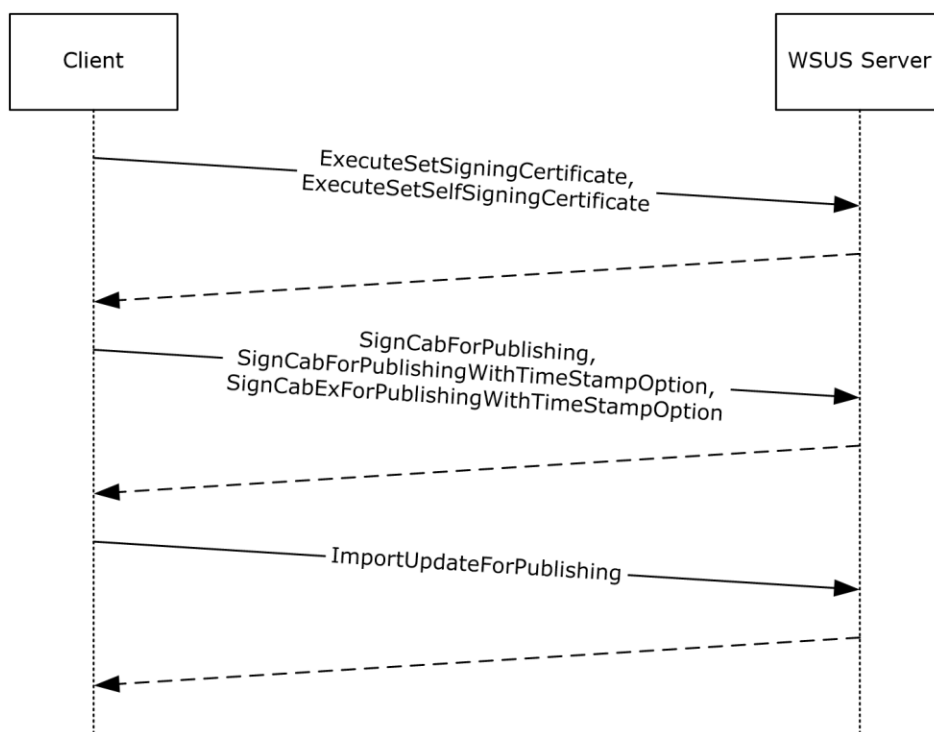 Client
WSUS Server
ExecuteSetSigningCertificate,
ExecuteSetSelfSigningCertificate
SignCabForPublishing,
SignCabForPublishingWithTimeStampOption,
SignCabExForPublishingWithTimeStampOption
ImportUpdateForPublishing